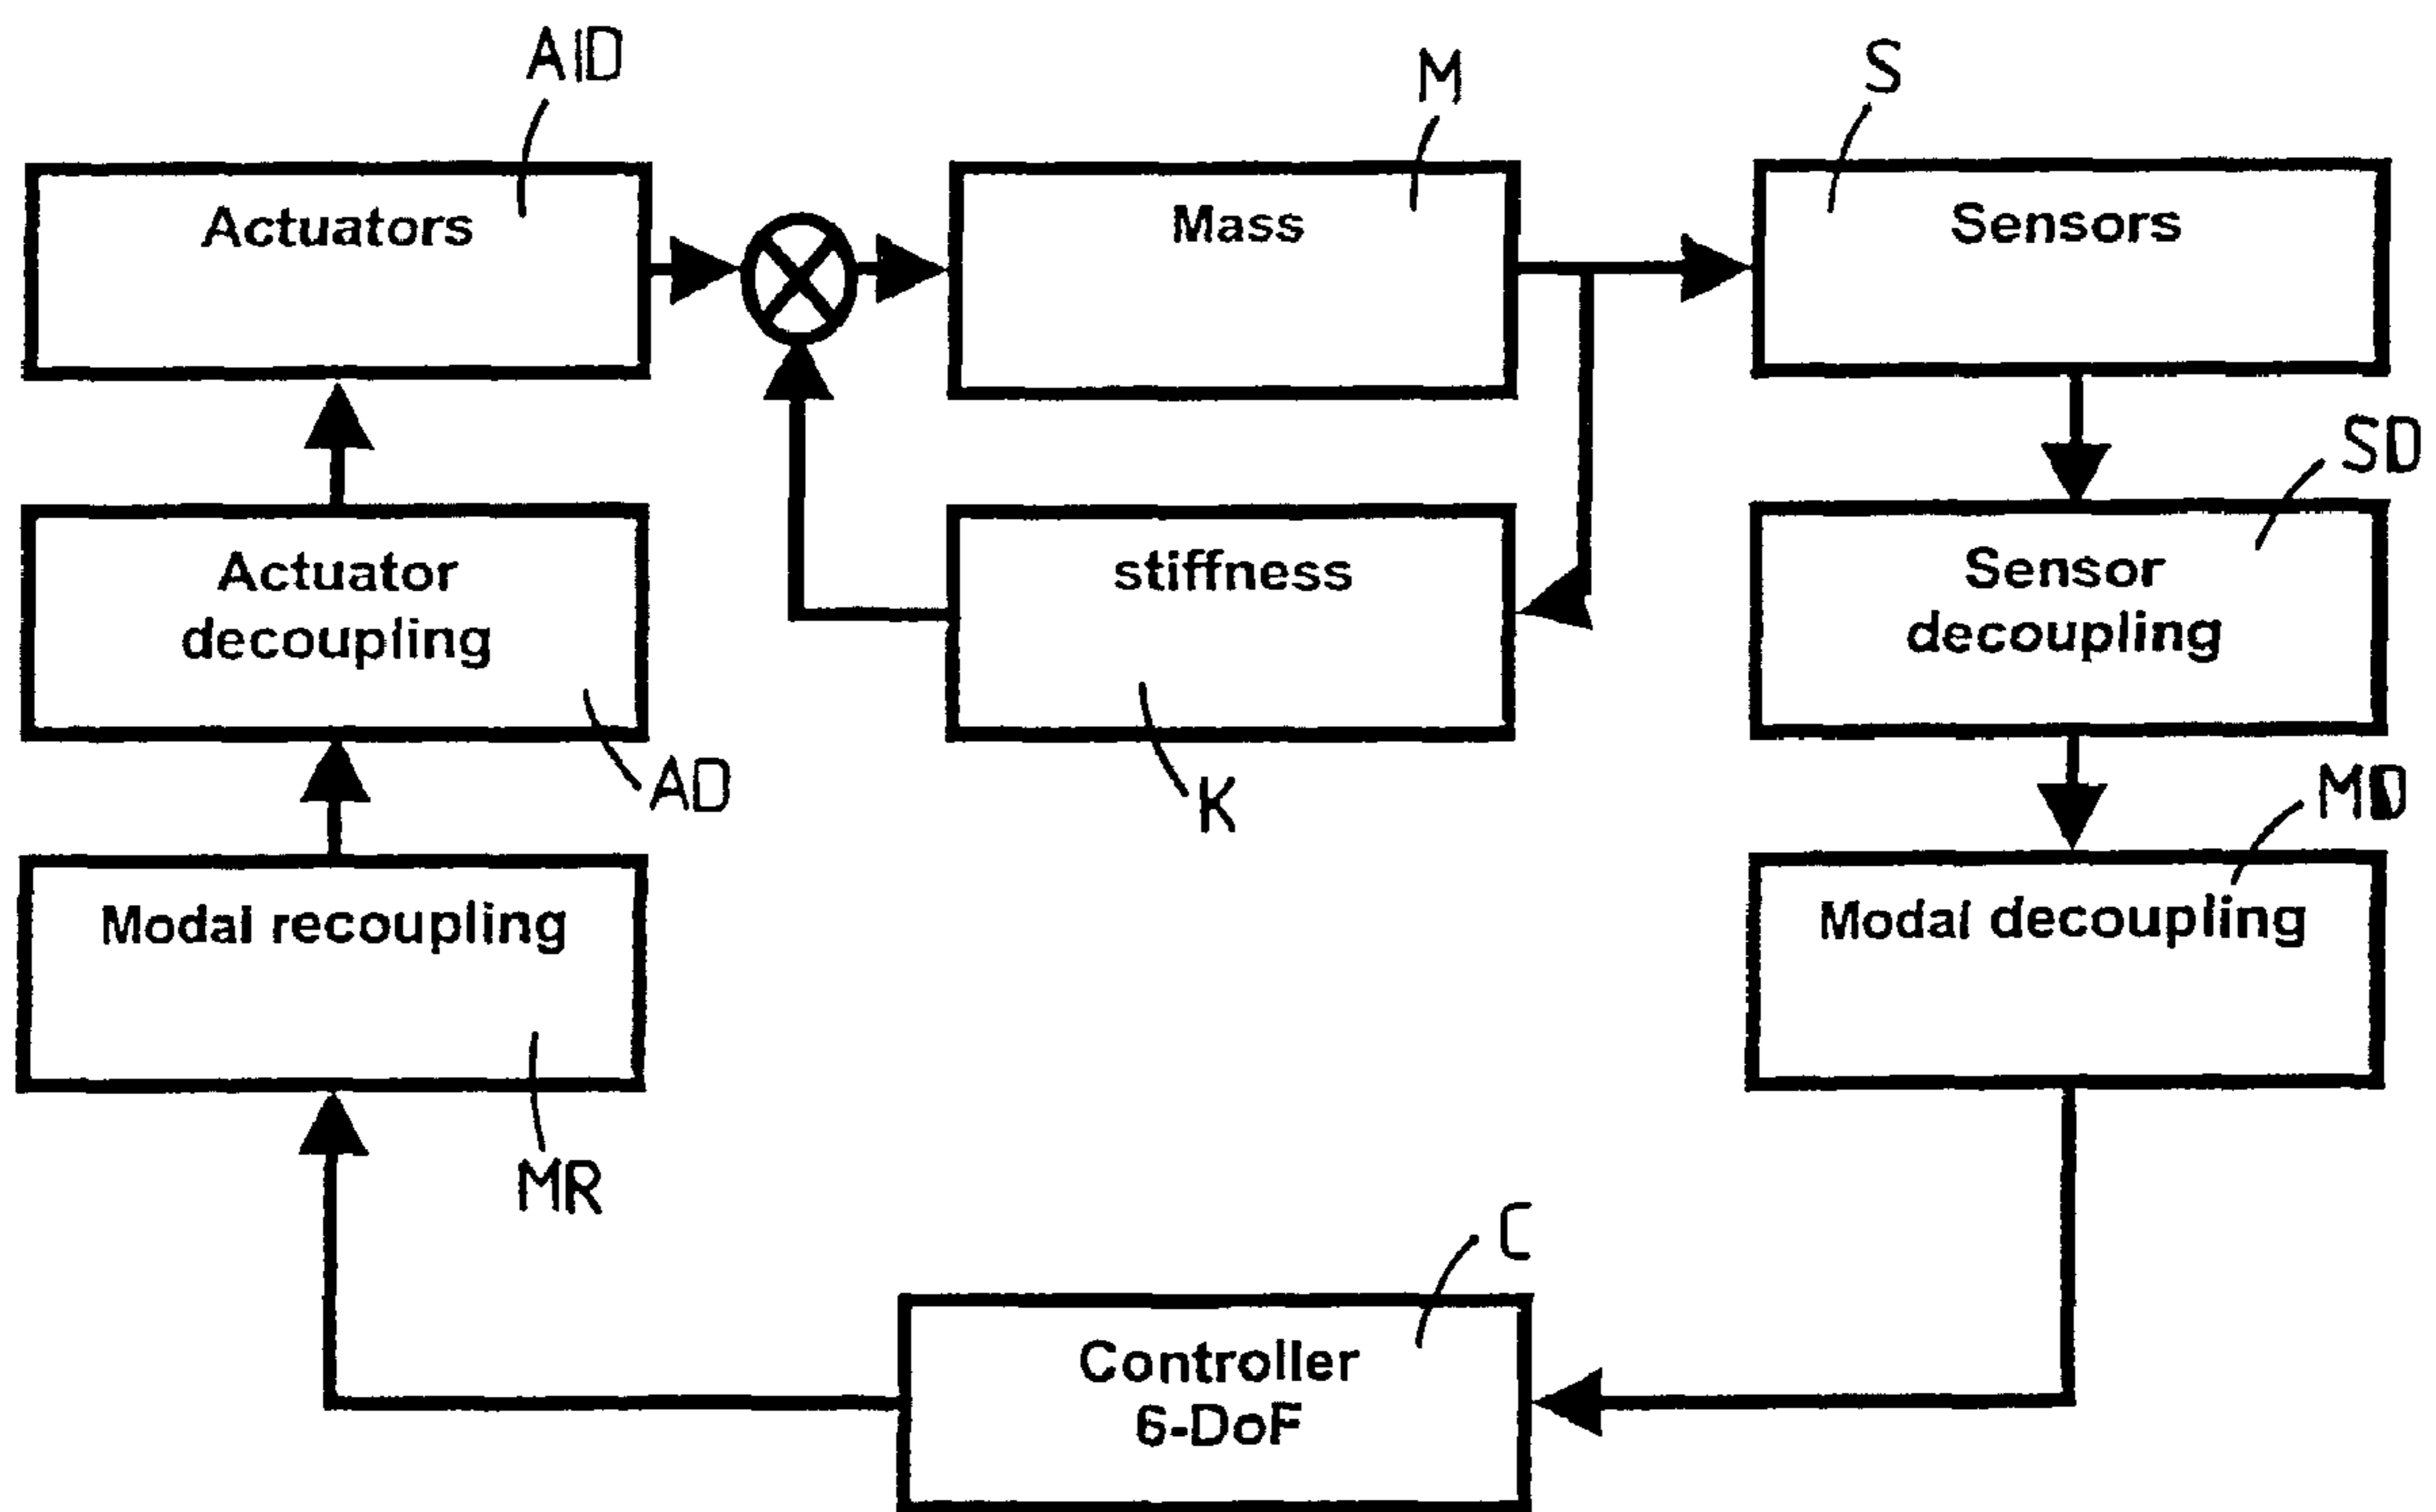 AID
M
S
Actuators
Mass
Sensors
SD
Actuator
decoupling
stiffness
Sensor
decoupling
AD
K
MD
Modal recoupling
Modal decoupling
MR
C
Controller
6-DoF